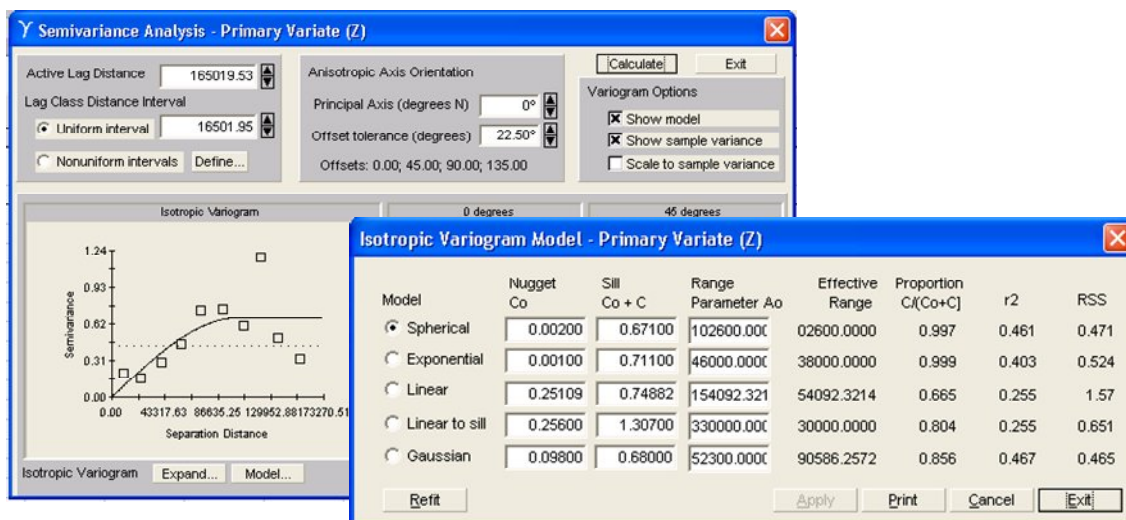 γ Semivariance Analysis - Primary Variate (Z)
Active Lag Distance 165019.53
Lag Class Distance Interval
Uniform interval 16501.95
Nonuniform intervals Define...
Anisotropic Axis Orientation
Principal Axis (degrees N) 0°
Offset tolerance (degrees) 22.50°
Offsets: 0.00; 45.00; 90.00; 135.00
Calculate Exit
Variogram Options
Show model
Show sample variance
Scale to sample variance
Isotropic Variogram 0 degrees 45 degrees
1.24
0.93
0.62
0.31
0.00
Semivariance
0.00 43317.63 86635.25 129952.88173270.51
Separation Distance
Isotropic Variogram Expand... Model...
Isotropic Variogram Model - Primary Variate (Z)
Nugget Sill Range Effective Proportion
Model Co Co + C Parameter Ao Range C/(Co+C] r2 RSS
Spherical 0.00200 0.67100 102600.000 02600.0000 0.997 0.461 0.471
Exponential 0.00100 0.71100 46000.0000 38000.0000 0.999 0.403 0.524
Linear 0.25109 0.74882 154092.321 54092.3214 0.665 0.255 1.57
Linear to sill 0.25600 1.30700 330000.000 30000.0000 0.804 0.255 0.651
Gaussian 0.09800 0.68000 52300.0000 90586.2572 0.856 0.467 0.465
Refit Apply Print Cancel Exit